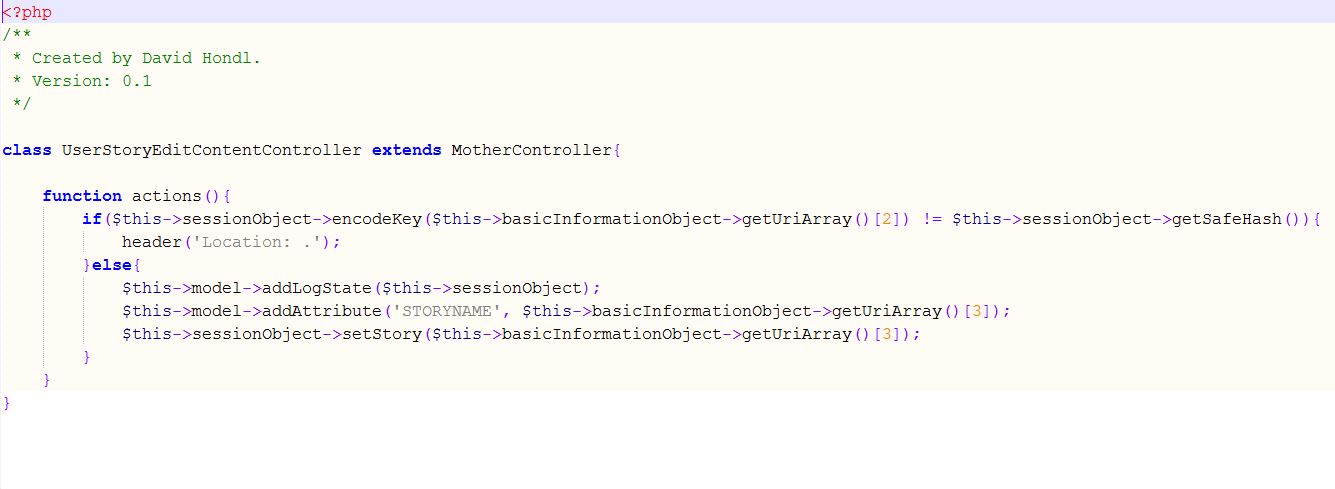 <?php
/**
 * Created by David Hondl.
 * Version: 0.1
 */
class UserStoryEditContentController extends MotherController{
    function actions(){
        if($this->sessionObject->encodeKey($this->basicInformationObject->getUriArray()[2]) != $this->sessionObject->getSafeHash()){
            header('Location: .');
        }else{
            $this->model->addLogState($this->sessionObject);
            $this->model->addAttribute('STORYNAME', $this->basicInformationObject->getUriArray()[3]);
            $this->sessionObject->setStory($this->basicInformationObject->getUriArray()[3]);
        }
    }
}